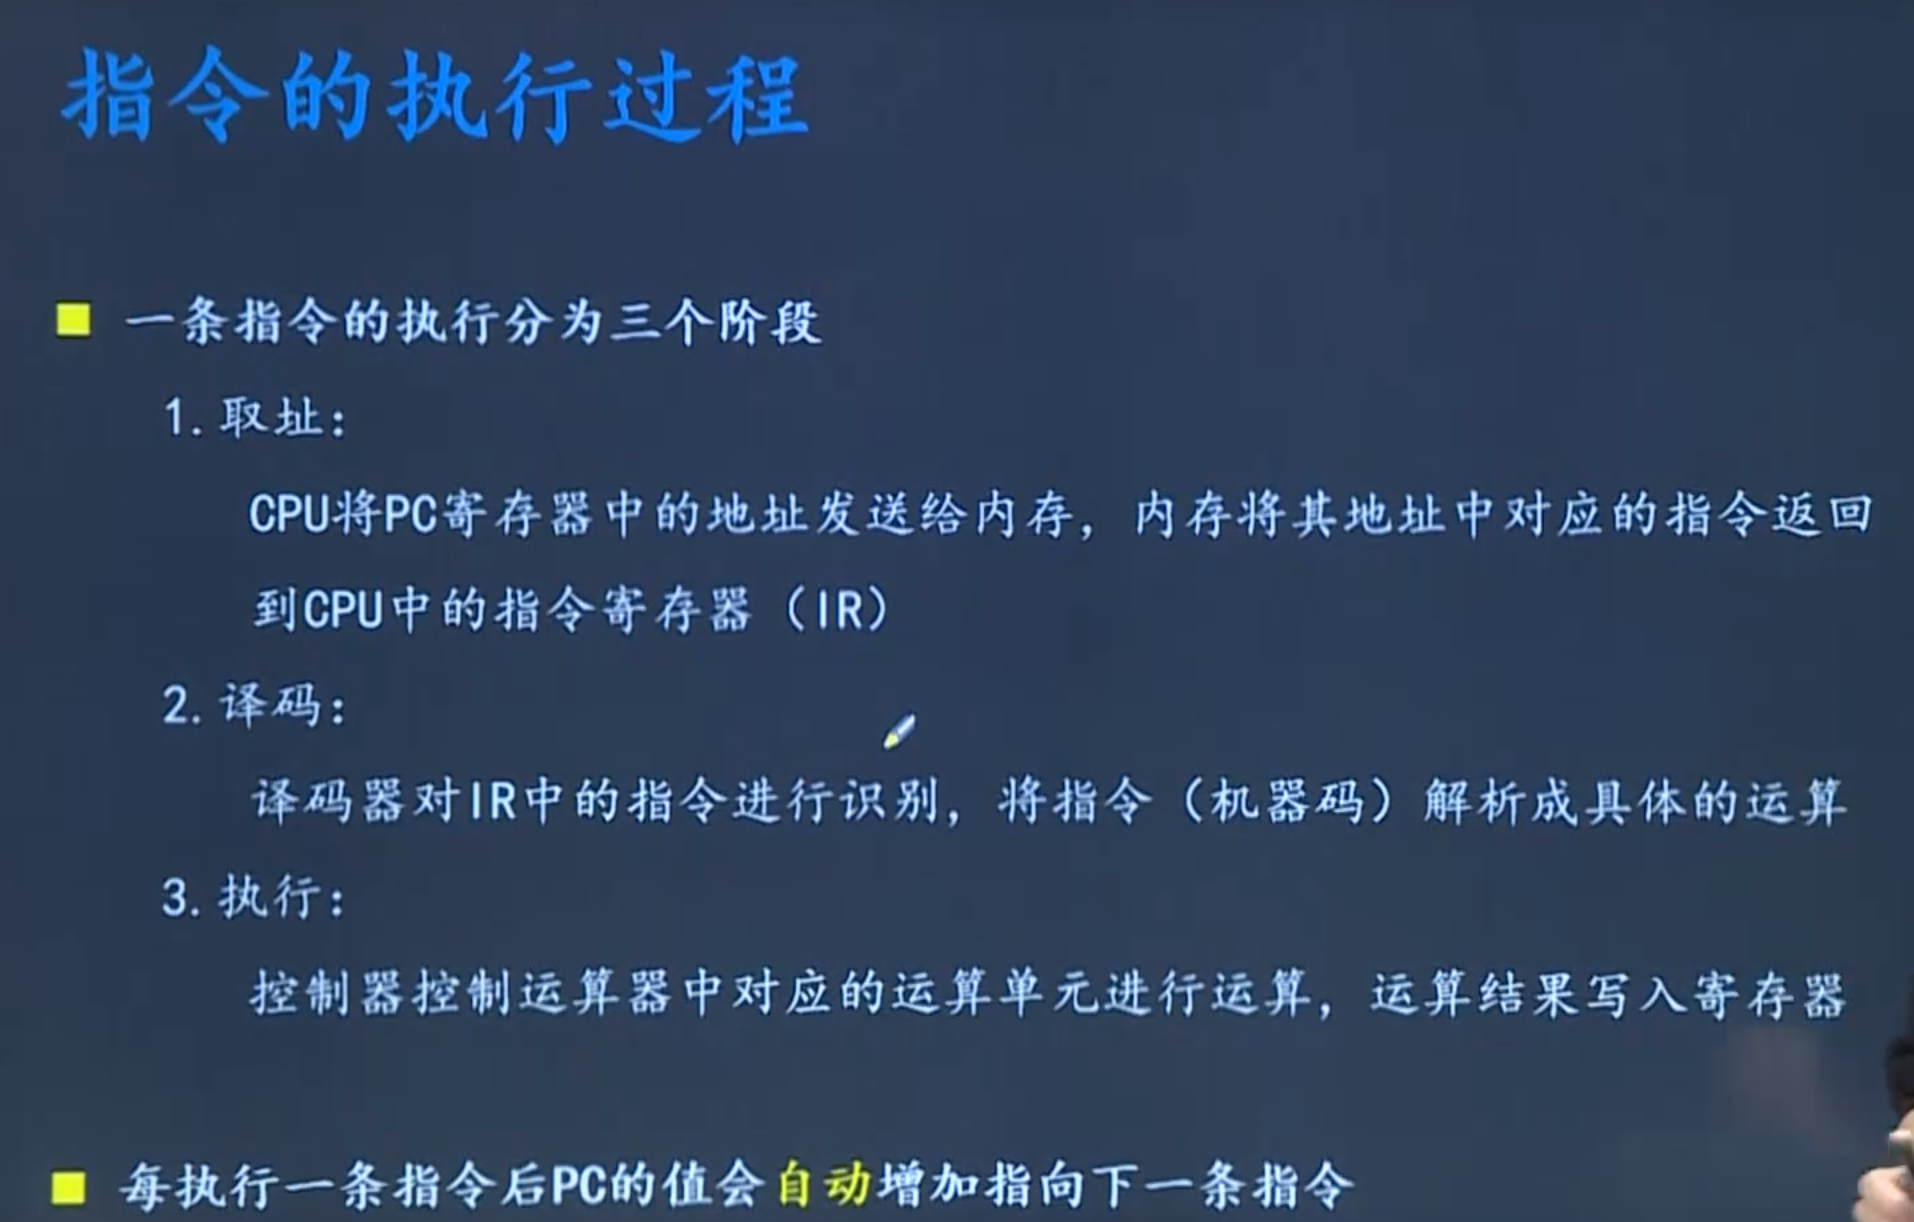 指令的执行过程
一条指令的执行分为三个阶段
1. 取址：
CPU将PC寄存器中的地址发送给内存，内存将其地址中对应的指令返回
到CPU中的指令寄存器（IR）
2. 译码：
译码器对IR中的指令进行识别，将指令（机器码）解析成具体的运算
3. 执行：
控制器控制运算器中对应的运算单元进行运算，运算结果写入寄存器
每执行一条指令后PC的值会自动增加指向下一条指令